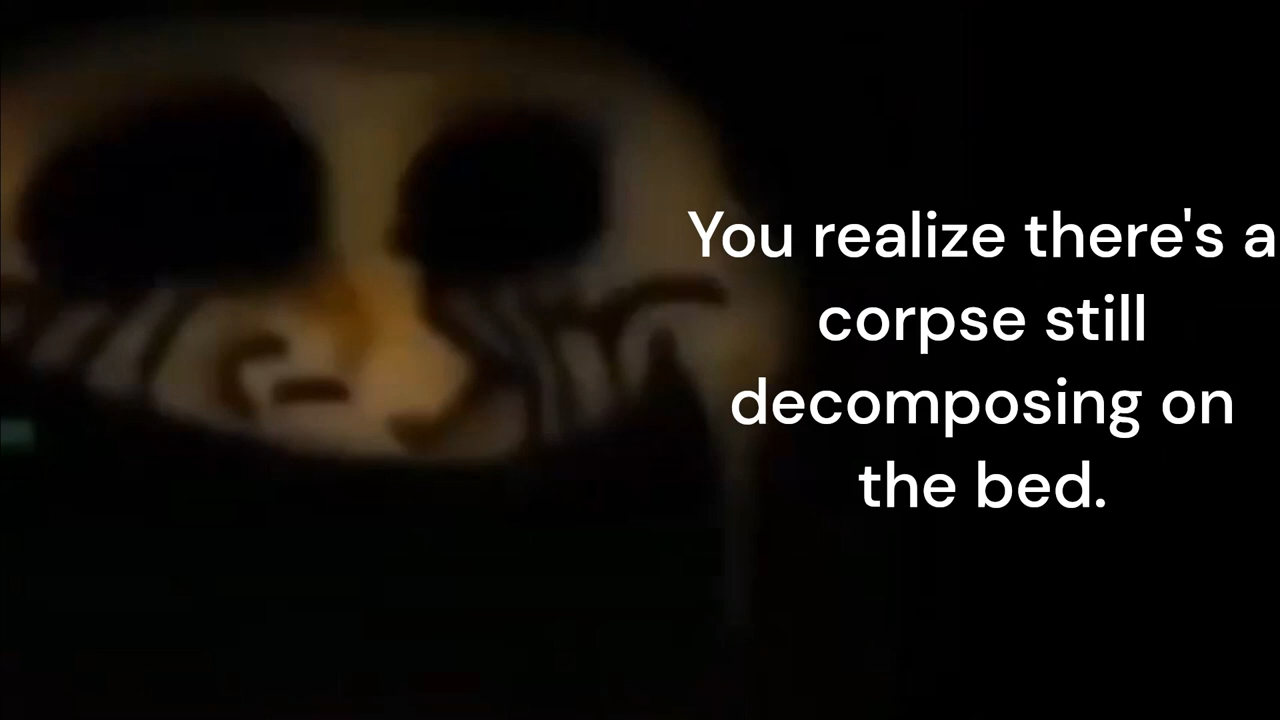 You realize there's a
corpse still
decomposing on
the bed.